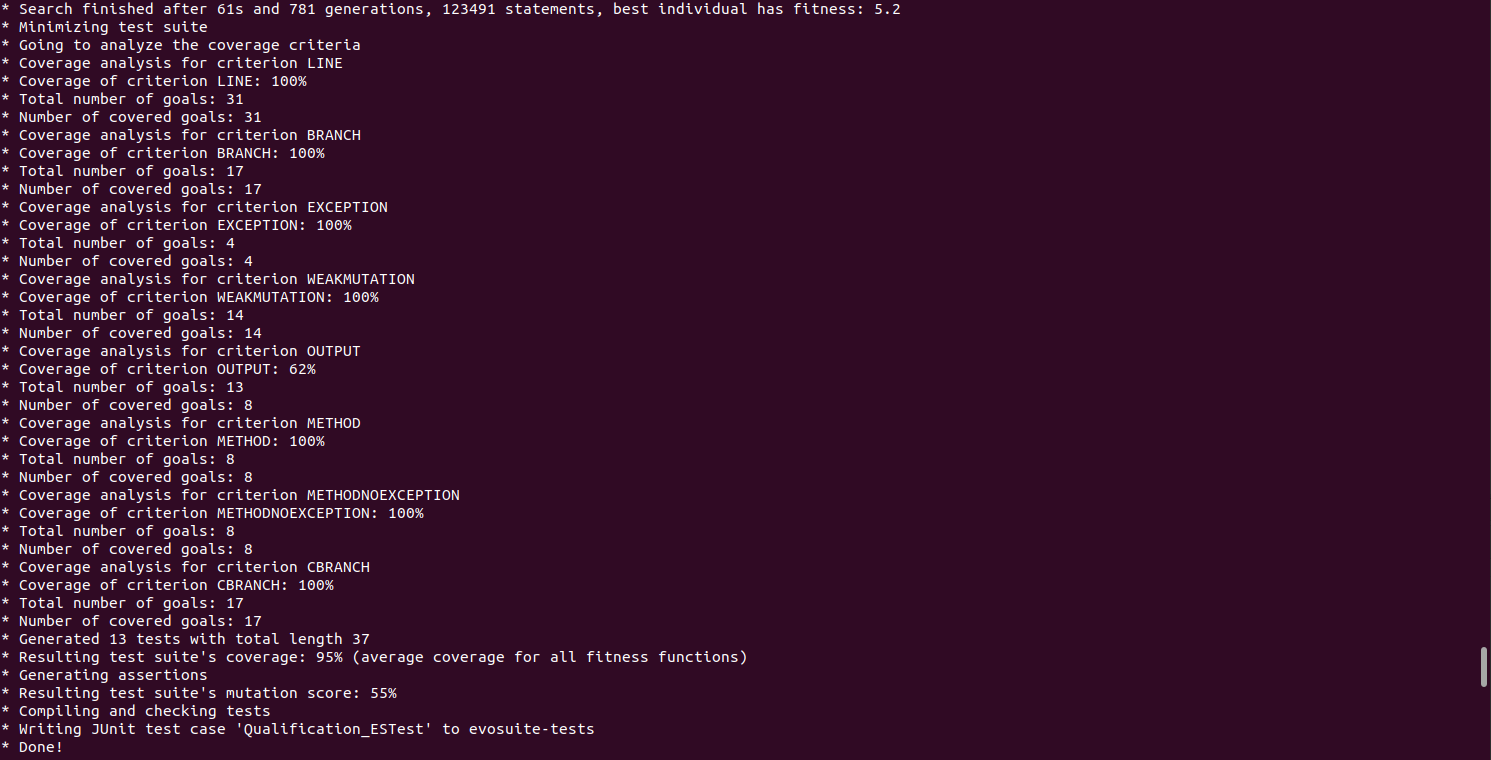 * Search finished after 61s and 781 generations, 123491 statements, best individual has fitness: 5.2
* Minimizing test suite
* Going to analyze the coverage criteria
* Coverage analysis for criterion LINE
* Coverage of criterion LINE: 100%
* Total number of goals: 31
* Number of covered goals: 31
* Coverage analysis for criterion BRANCH
* Coverage of criterion BRANCH: 100%
* Total number of goals: 17
* Number of covered goals: 17
* Coverage analysis for criterion EXCEPTION
* Coverage of criterion EXCEPTION: 100%
* Total number of goals: 4
* Number of covered goals: 4
* Coverage analysis for criterion WEAKMUTATION
* Coverage of criterion WEAKMUTATION: 100%
* Total number of goals: 14
* Number of covered goals: 14
* Coverage analysis for criterion OUTPUT
* Coverage of criterion OUTPUT: 62%
* Total number of goals: 13
* Number of covered goals: 8
* Coverage analysis for criterion METHOD
* Coverage of criterion METHOD: 100%
* Total number of goals: 8
* Number of covered goals: 8
* Coverage analysis for criterion METHODNOEXCEPTION
* Coverage of criterion METHODNOEXCEPTION: 100%
* Total number of goals: 8
* Number of covered goals: 8
* Coverage analysis for criterion CBRANCH
* Coverage of criterion CBRANCH: 100%
* Total number of goals: 17
* Number of covered goals: 17
* Generated 13 tests with total length 37
* Resulting test suite's coverage: 95% (average coverage for all fitness functions)
* Generating assertions
* Resulting test suite's mutation score: 55%
* Compiling and checking tests
* Writing JUnit test case 'Qualification_ESTest' to evosuite-tests
* Done!